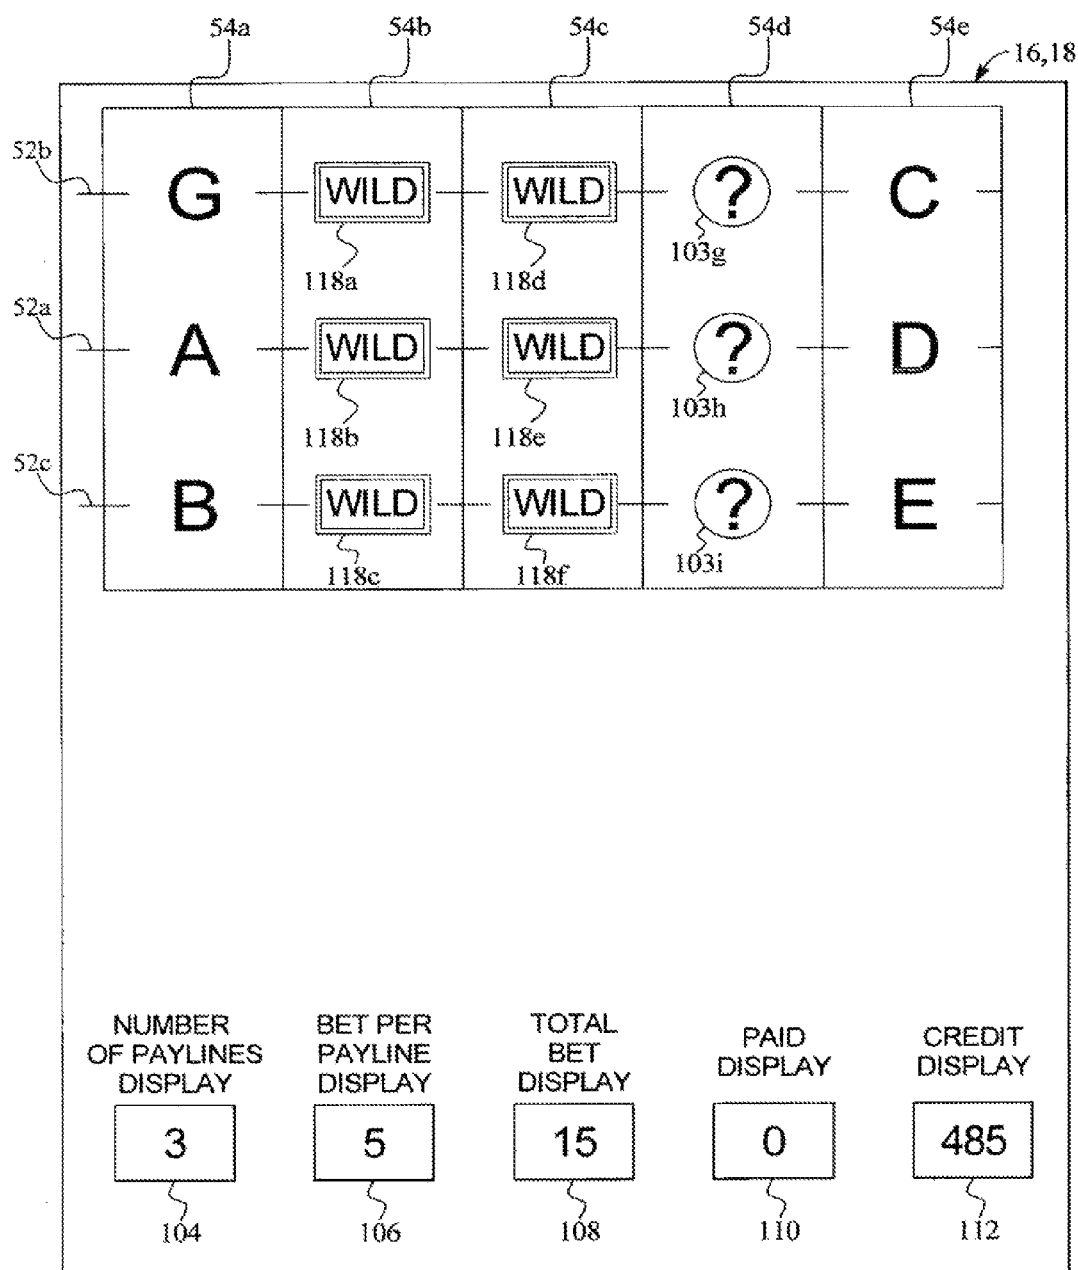 54a 54b 54c 54d 54e
16,18
52b
G WILD WILD ? C
118a 118d 103g
52a
A WILD WILD ? D
118b 118e 103h
52c
B WILD WILD ? E
118c 118f 103i
NUMBER OF PAYLINES DISPLAY
BET PER PAYLINE DISPLAY
TOTAL BET DISPLAY
PAID DISPLAY
CREDIT DISPLAY
3 5 15 0 485
104 106 108 110 112